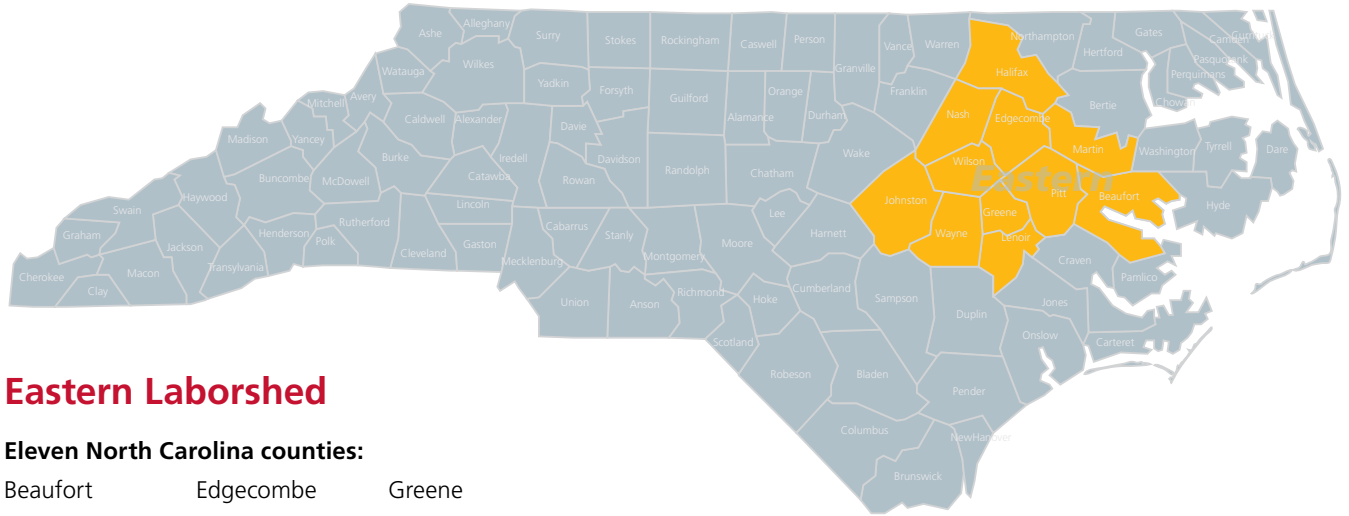 Ashe
Alleghany
Surry
Stokes
Rockingham
Caswell
Person
Granville
Vance
Warren
Northampton
Gates
Camden
Currituck
Hertford
Pasquotank
Perquimans
Chowan
Halifax
Watauga
Wilkes
Yadkin
Forsyth
Guilford
Alamance
Orange
Durham
Franklin
Nash
Edgecombe
Bertie
Mitchell
Avery
Caldwell
Alexander
Davie
Madison
Yancey
Iredell
Davidson
Randolph
Chatham
Wake
Wilson
Martin
Washington
Tyrrell
Dare
Burke
Catawba
Rowan
Buncombe
McDowell
Haywood
Swain
Graham
Lincoln
Johnston
Eastern
Pitt
Beaufort
Hyde
Greene
Lee
Harnett
Wayne
Lenoir
Rutherford
Henderson
Polk
Cleveland
Gaston
Cabarrus
Stanly
Mecklenburg
Montgomery
Moore
Cherokee
Clay
Macon
Jackson
Transylvania
Craven
Pamlico
Union
Anson
Richmond
Hoke
Cumberland
Sampson
Duplin
Jones
Onslow
Carteret
Scotland
Robeson
Bladen
Pender
Columbus
NewHanover
Brunswick
Eastern Laborshed
Eleven North Carolina counties:
Beaufort Edgecombe Greene